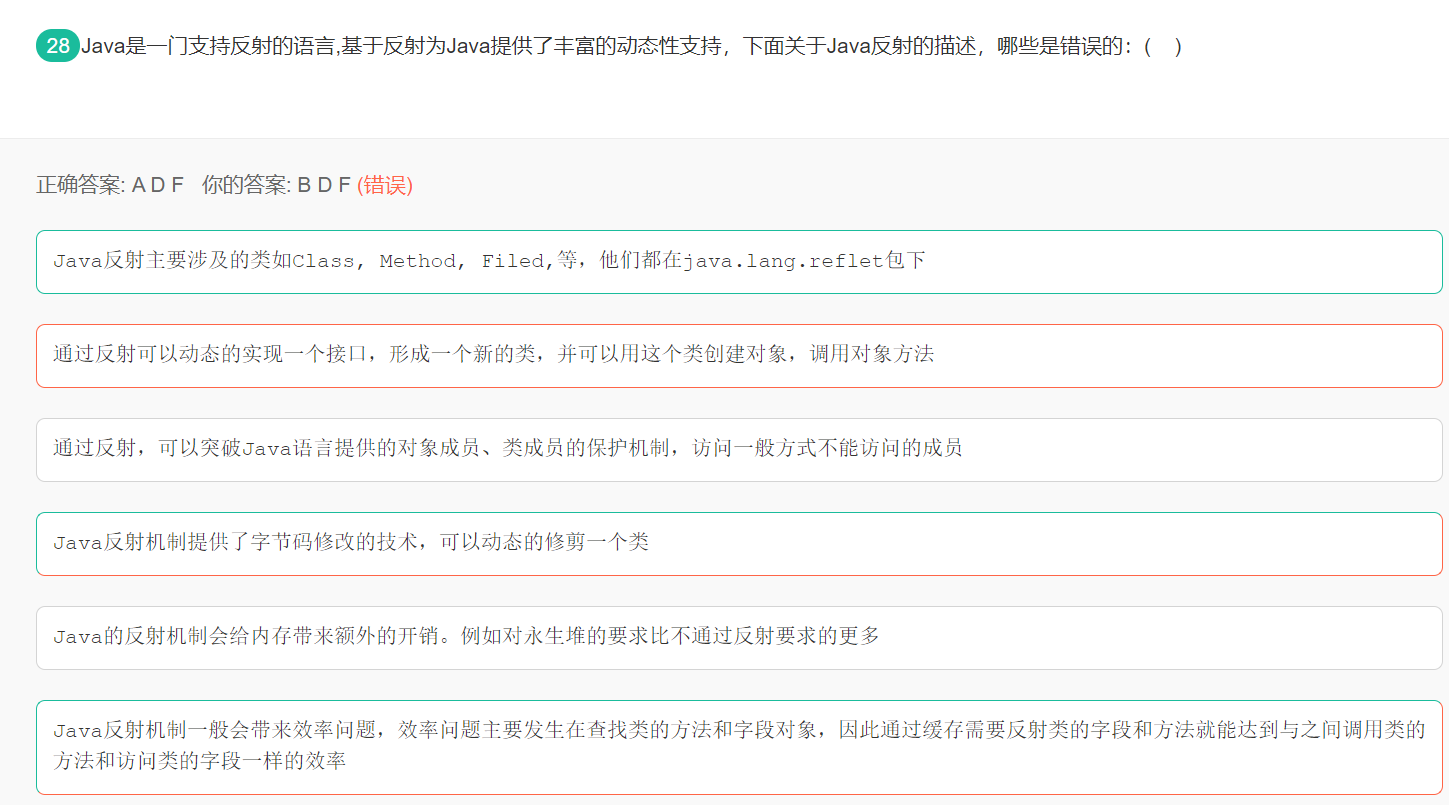 28 Java是一门支持反射的语言,基于反射为Java提供了丰富的动态性支持，下面关于Java反射的描述，哪些是错误的：(    )
正确答案: A D F   你的答案: B D F (错误)
Java反射主要涉及的类如Class, Method, Filed,等，他们都在java.lang.reflet包下
通过反射可以动态的实现一个接口，形成一个新的类，并可以用这个类创建对象，调用对象方法
通过反射，可以突破Java语言提供的对象成员、类成员的保护机制，访问一般方式不能访问的成员
Java反射机制提供了字节码修改的技术，可以动态的修剪一个类
Java的反射机制会给内存带来额外的开销。例如对永生堆的要求比不通过反射要求的更多
Java反射机制一般会带来效率问题，效率问题主要发生在查找类的方法和字段对象，因此通过缓存需要反射类的字段和方法就能达到与之间调用类的
方法和访问类的字段一样的效率